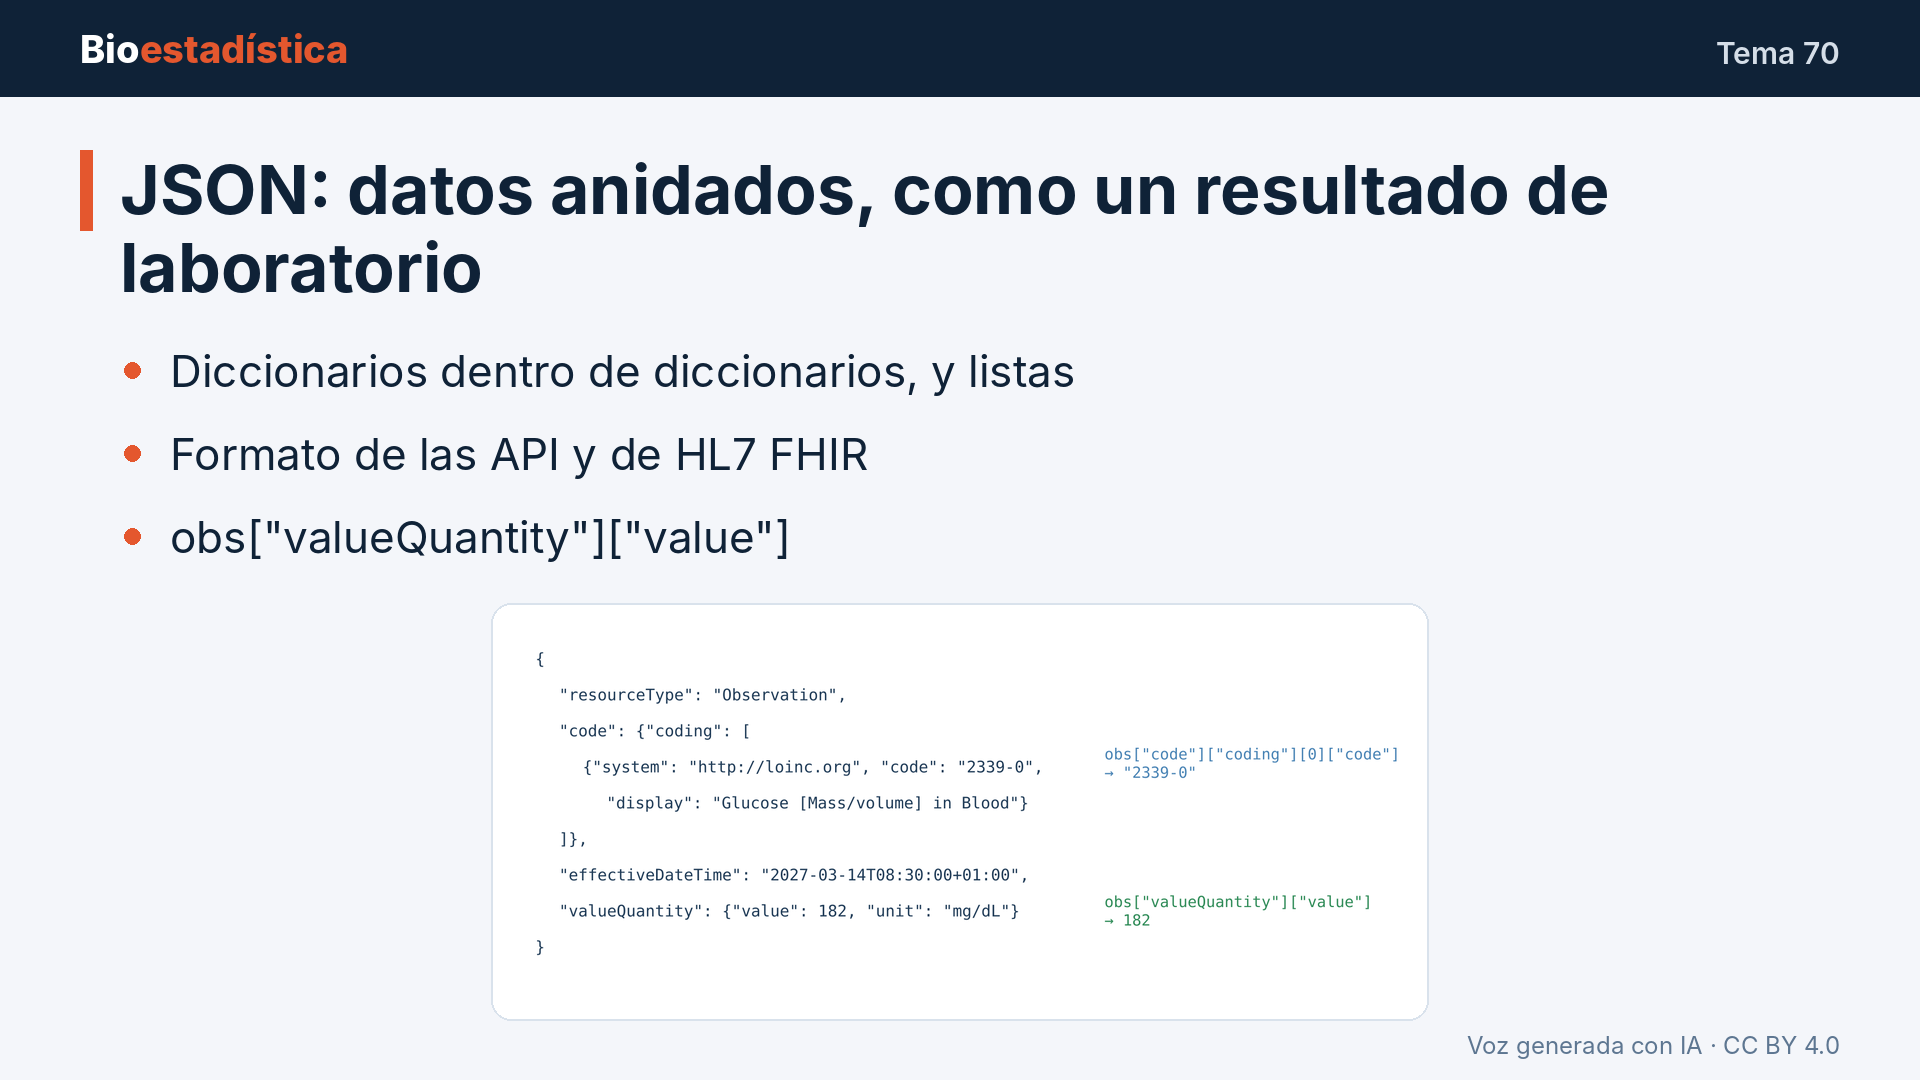 Bioestadística
Tema 70
JSON: datos anidados, como un resultado de
laboratorio
Diccionarios dentro de diccionarios, y listas
Formato de las API y de HL7 FHIR
obs["valueQuantity"]["value"]
{
"resourceType": "Observation",
"code": {"coding": [
{"system": "http://loinc.org", "code": "2339-0",
"display": "Glucose [Mass/volume] in Blood"}
]},
"effectiveDateTime": "2027-03-14T08:30:00+01:00",
"valueQuantity": {"value": 182, "unit": "mg/dL"}
}
obs["code"]["coding"][0]["code"]
→ "2339-0"
obs["valueQuantity"]["value"]
→ 182
Voz generada con IA · CC BY 4.0